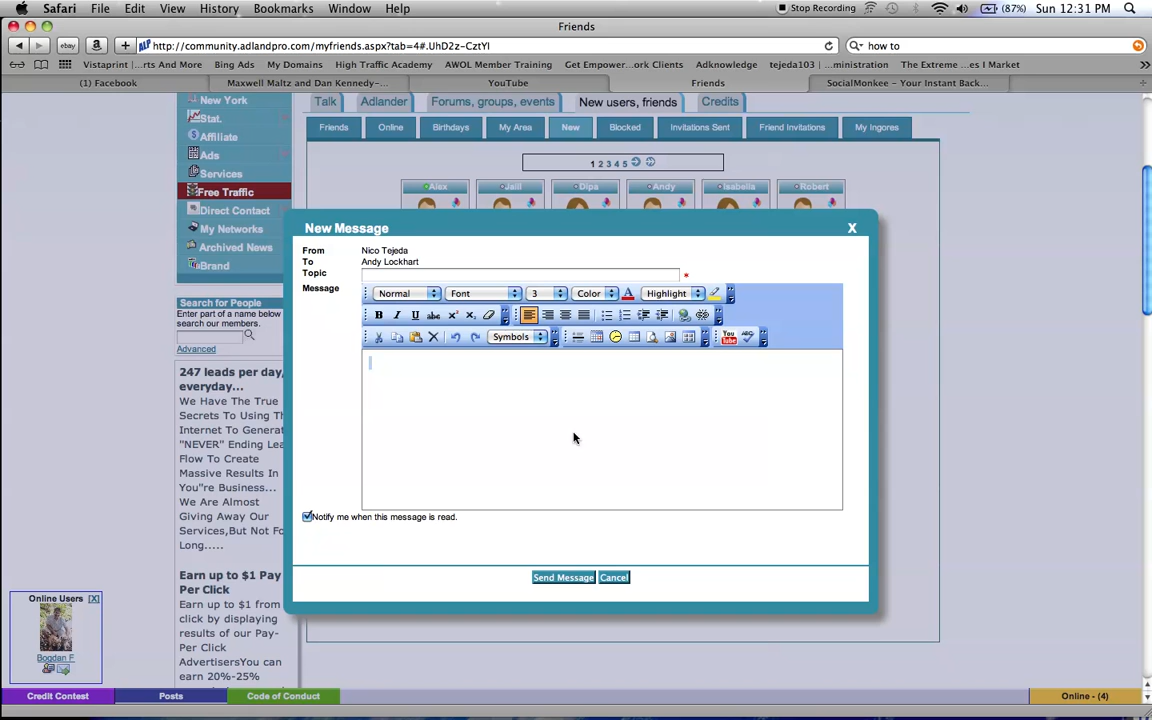 Safari File Edit View History Bookmarks Window Help Stop Recording (87%) Sun 12:31 PM
Friends
ebay a http://community.adlandpro.com/myfriends.aspx?tab=4#.UhD2z-CztYI how to
Vistaprint |...rts And More Bing Ads My Domains High Traffic Academy AWOL Member Training Get Empower...ork Clients Adknowledge tejeda103 |...ministration The Extreme ...es I Market
(1) Facebook Maxwell Maltz and Dan Kennedy-... YouTube Friends SocialMonkee – Your Instant Back...
New York
Stat.
Affiliate
Ads
Services
Free Traffic
Direct Contact
My Networks
Archived News
Brand
Search for People
Enter part of a name below
search our members.
Advanced
247 leads per day,
everyday...
We Have The True
Secrets To Using Th
Internet To Generat
"NEVER" Ending Lea
Flow To Create
Massive Results In
You"re Business...
We Are Almost
Giving Away Our
Services,But Not Fo
Long.....
Earn up to $1 Pay
Per Click
Earn up to $1 from
click by displaying
results of our Pay-
Per Click
AdvertisersYou can
earn 20%-25%
Talk Adlander Forums, groups, events New users, friends Credits
Friends Online Birthdays My Area New Blocked Invitations Sent Friend Invitations My Ingores
1 2 3 4 5
Alex Jaill Dipa Andy Isabella Robert
New Message X
From Nico Tejeda
To Andy Lockhart
Topic *
Message
Normal Font 3 Color A Highlight
B I U abc x² x₂
Symbols You Tube ABC
Notify me when this message is read.
Send Message Cancel
Online Users [X]
Bogdan F
Credit Contest Posts Code of Conduct Online - (4)